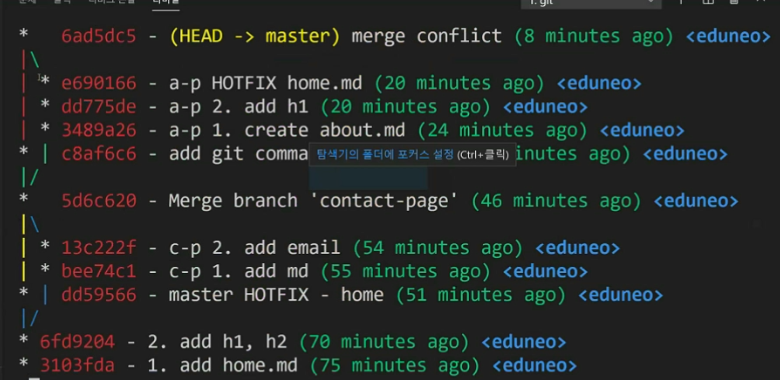 1: git
* 6ad5dc5 - (HEAD -> master) merge conflict (8 minutes ago) <eduneo>
|\
| * e690166 - a-p HOTFIX home.md (20 minutes ago) <eduneo>
| * dd775de - a-p 2. add h1 (20 minutes ago) <eduneo>
| * 3489a26 - a-p 1. create about.md (24 minutes ago) <eduneo>
* | c8af6c6 - add git comma inutes ago) <eduneo>
탐색기의 폴더에 포커스 설정 (Ctrl+클릭)
|/
* 5d6c620 - Merge branch 'contact-page' (46 minutes ago) <eduneo>
|\
| * 13c222f - c-p 2. add email (54 minutes ago) <eduneo>
| * bee74c1 - c-p 1. add md (55 minutes ago) <eduneo>
* | dd59566 - master HOTFIX - home (51 minutes ago) <eduneo>
|/
* 6fd9204 - 2. add h1, h2 (70 minutes ago) <eduneo>
* 3103fda - 1. add home.md (75 minutes ago) <eduneo>